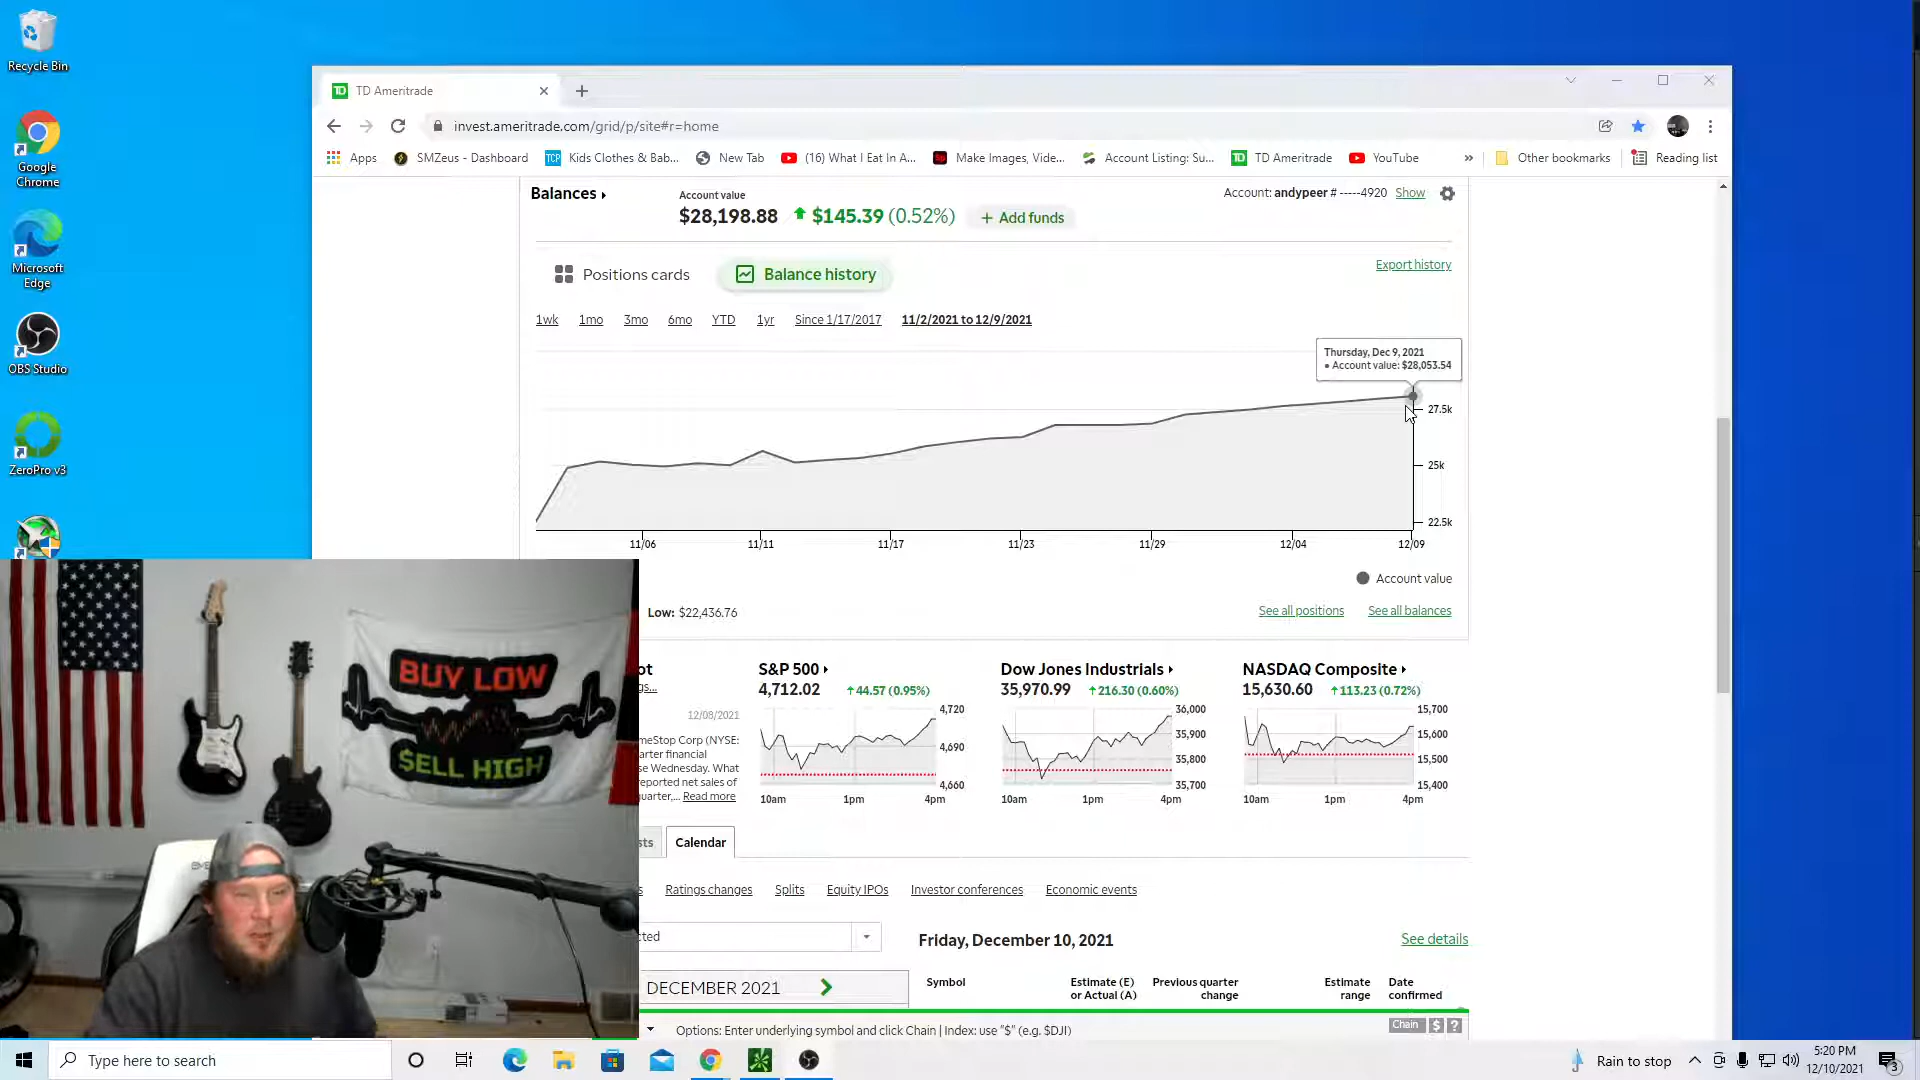 Recycle Bin
Google
Chrome
Microsoft
Edge
OBS Studio
ZeroPro v3
TD Ameritrade
invest.ameritrade.com/grid/p/site#r=home
Apps
SMZeus - Dashboard
Kids Clothes & Bab...
New Tab
(16) What I Eat In A...
Make Images, Vide...
Account Listing: Su...
TD Ameritrade
YouTube
»
Other bookmarks
Reading list
Balances
Account value
$28,198.88
$145.39 (0.52%)
+ Add funds
Account: andypeer # -----4920 Show
Positions cards
Balance history
Export history
1wk 1mo 3mo 6mo YTD 1yr Since 1/17/2017 11/2/2021 to 12/9/2021
Thursday, Dec 9, 2021
• Account value: $28,053.54
27.5k
25k
22.5k
11/06 11/11 11/17 11/23 11/29 12/04 12/09
Account value
Low: $22,436.76
See all positions See all balances
BUY LOW
$ELL HIGH
ot
gs...
12/08/2021
meStop Corp (NYSE:
arter financial
se Wednesday. What
reported net sales of
quarter,... Read more
S&P 500
4,712.02 44.57 (0.95%)
4,720
4,690
4,660
10am 1pm 4pm
Dow Jones Industrials
35,970.99 216.30 (0.60%)
36,000
35,900
35,800
35,700
10am 1pm 4pm
NASDAQ Composite
15,630.60 113.23 (0.72%)
15,700
15,600
15,500
15,400
10am 1pm 4pm
sts
Calendar
s
Ratings changes Splits Equity IPOs Investor conferences Economic events
cted
Friday, December 10, 2021
See details
DECEMBER 2021
Symbol
Estimate (E)
or Actual (A)
Previous quarter
change
Estimate
range
Date
confirmed
Options: Enter underlying symbol and click Chain | Index: use "$" (e.g. $DJI)
Chain $ ?
Type here to search
Rain to stop
5:20 PM
12/10/2021
3